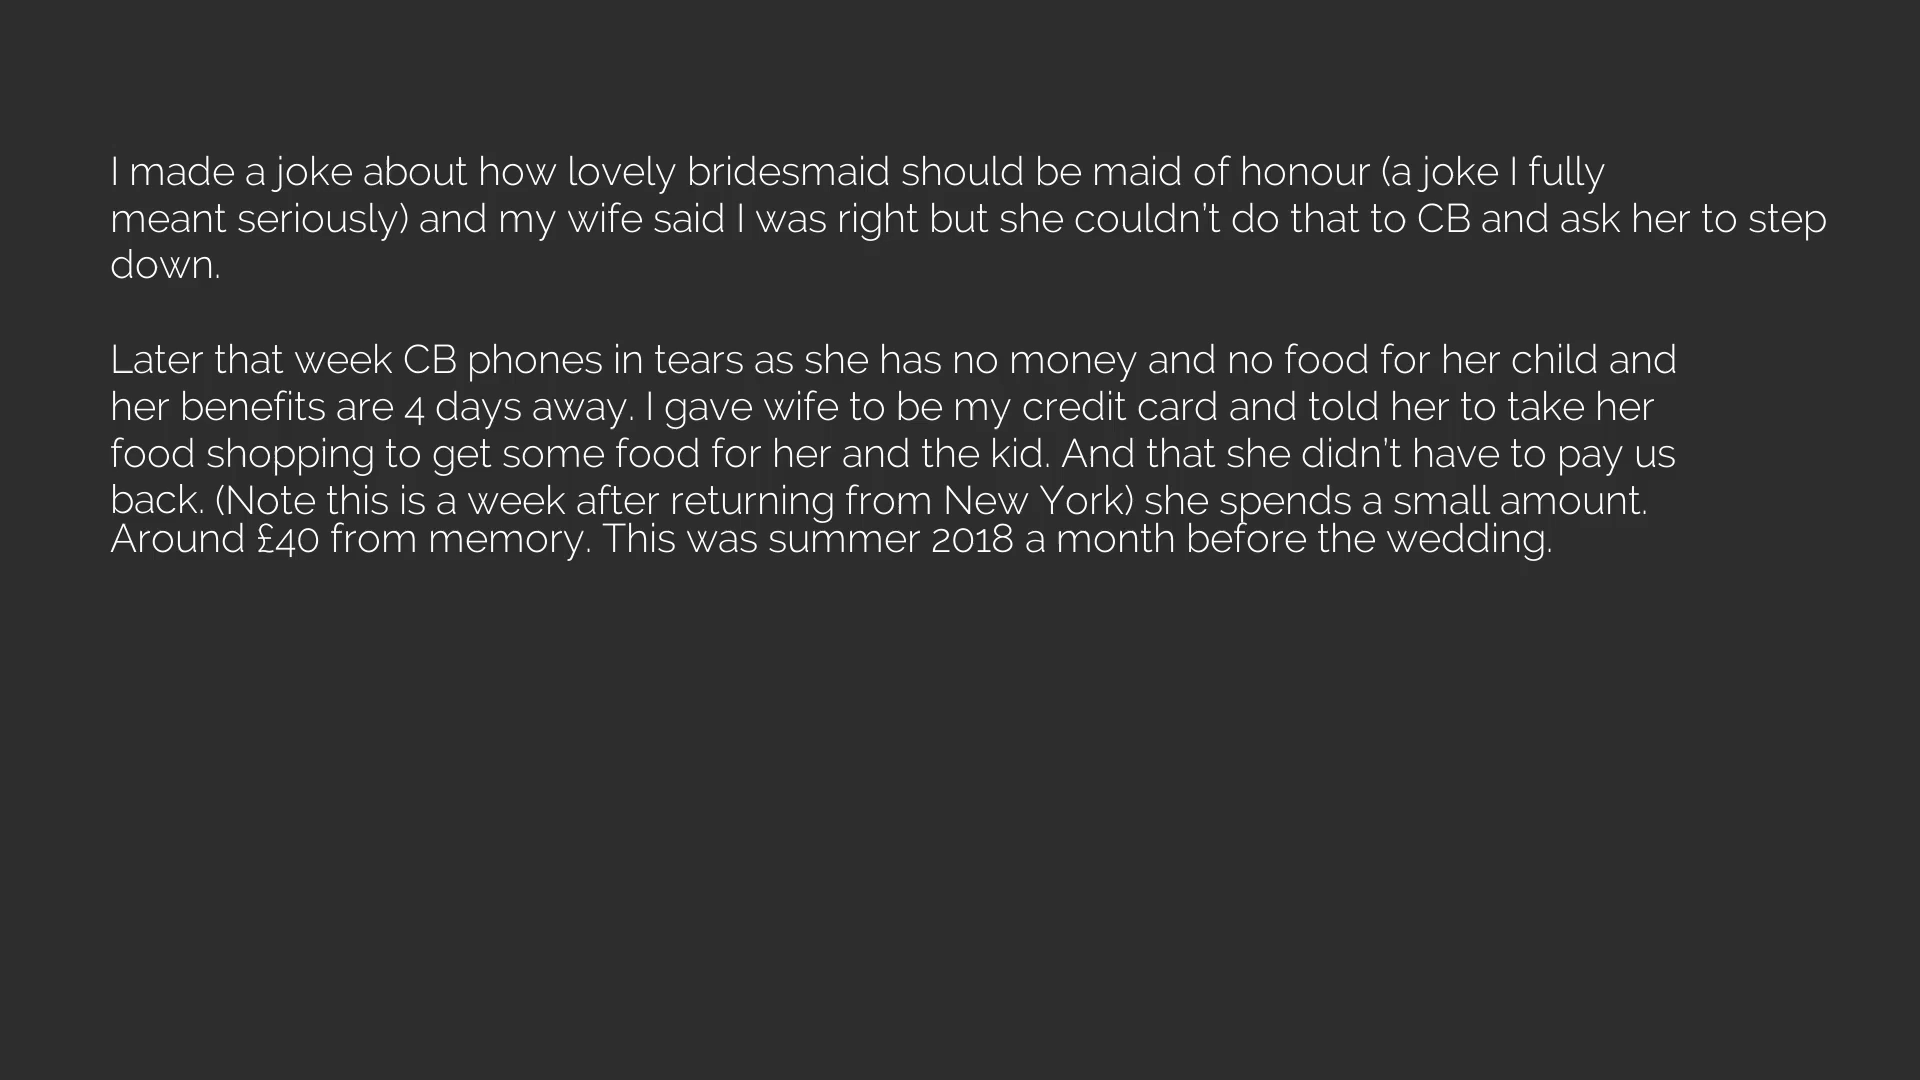 I made a joke about how lovely bridesmaid should be maid of honour (a joke I fully
meant seriously) and my wife said I was right but she couldn’t do that to CB and ask her to step
down.
Later that week CB phones in tears as she has no money and no food for her child and
her benefits are 4 days away. I gave wife to be my credit card and told her to take her
food shopping to get some food for her and the kid. And that she didn’t have to pay us
back. (Note this is a week after returning from New York) she spends a small amount.
Around £40 from memory. This was summer 2018 a month before the wedding.